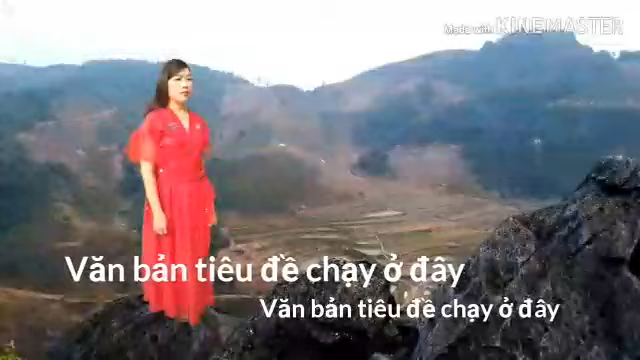 Made with KINEMASTER
Văn bản tiêu đề chạy ở đây
Văn bản tiêu đề chạy ở đây